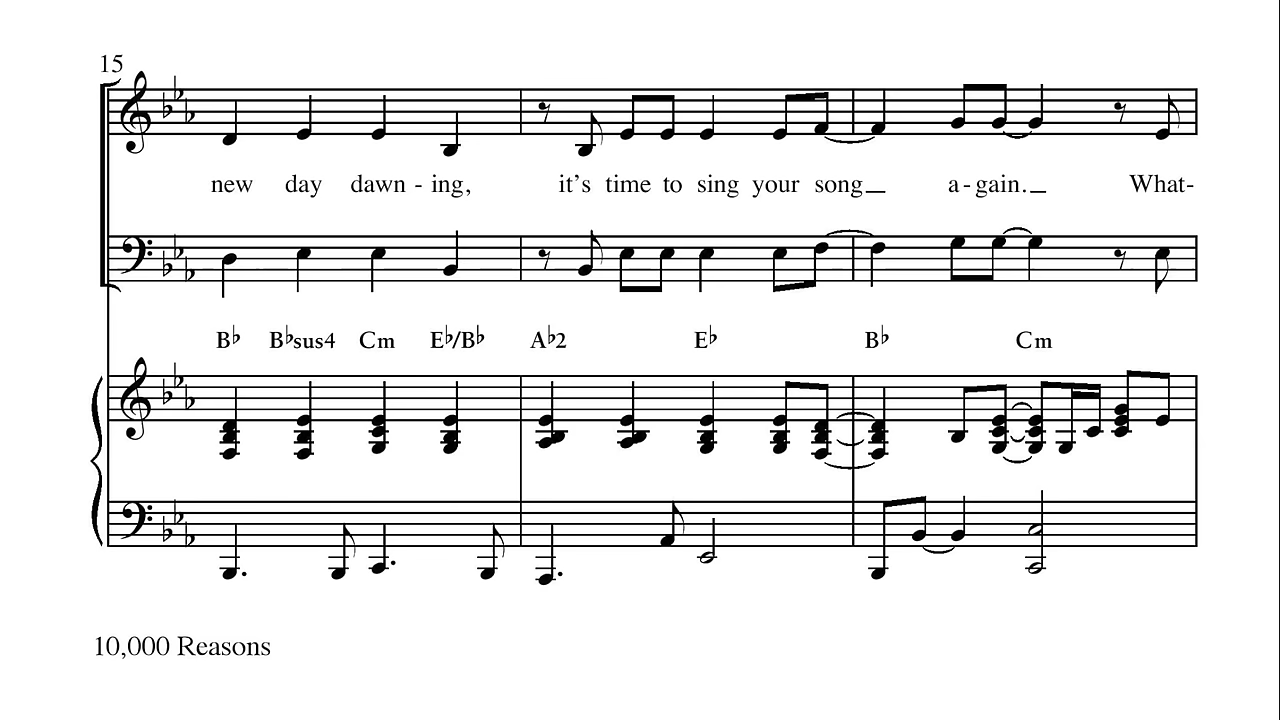 15
new day dawn - ing, it's time to sing your song a - gain. What-
B♭ B♭sus4 Cm E♭/B♭ A♭2 E♭ B♭ Cm
10,000 Reasons